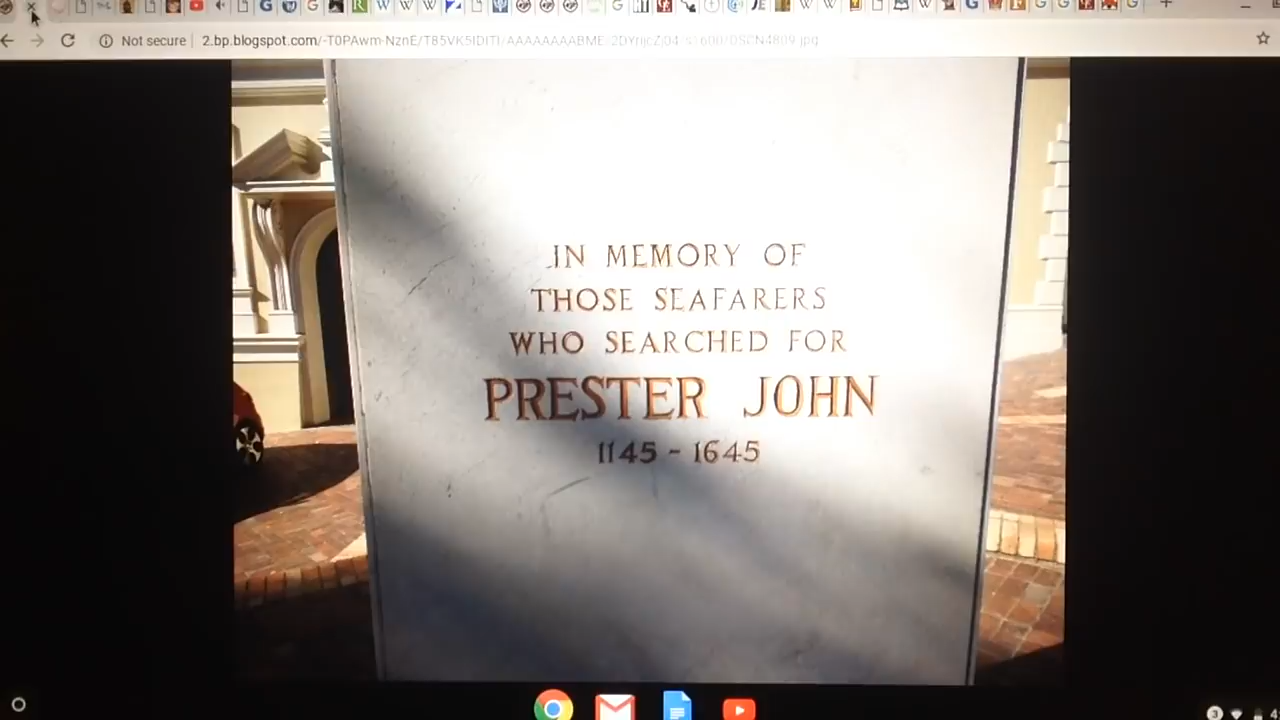 Not secure
IN MEMORY OF
THOSE SEAFARERS
WHO SEARCHED FOR
PRESTER JOHN
1145 - 1645